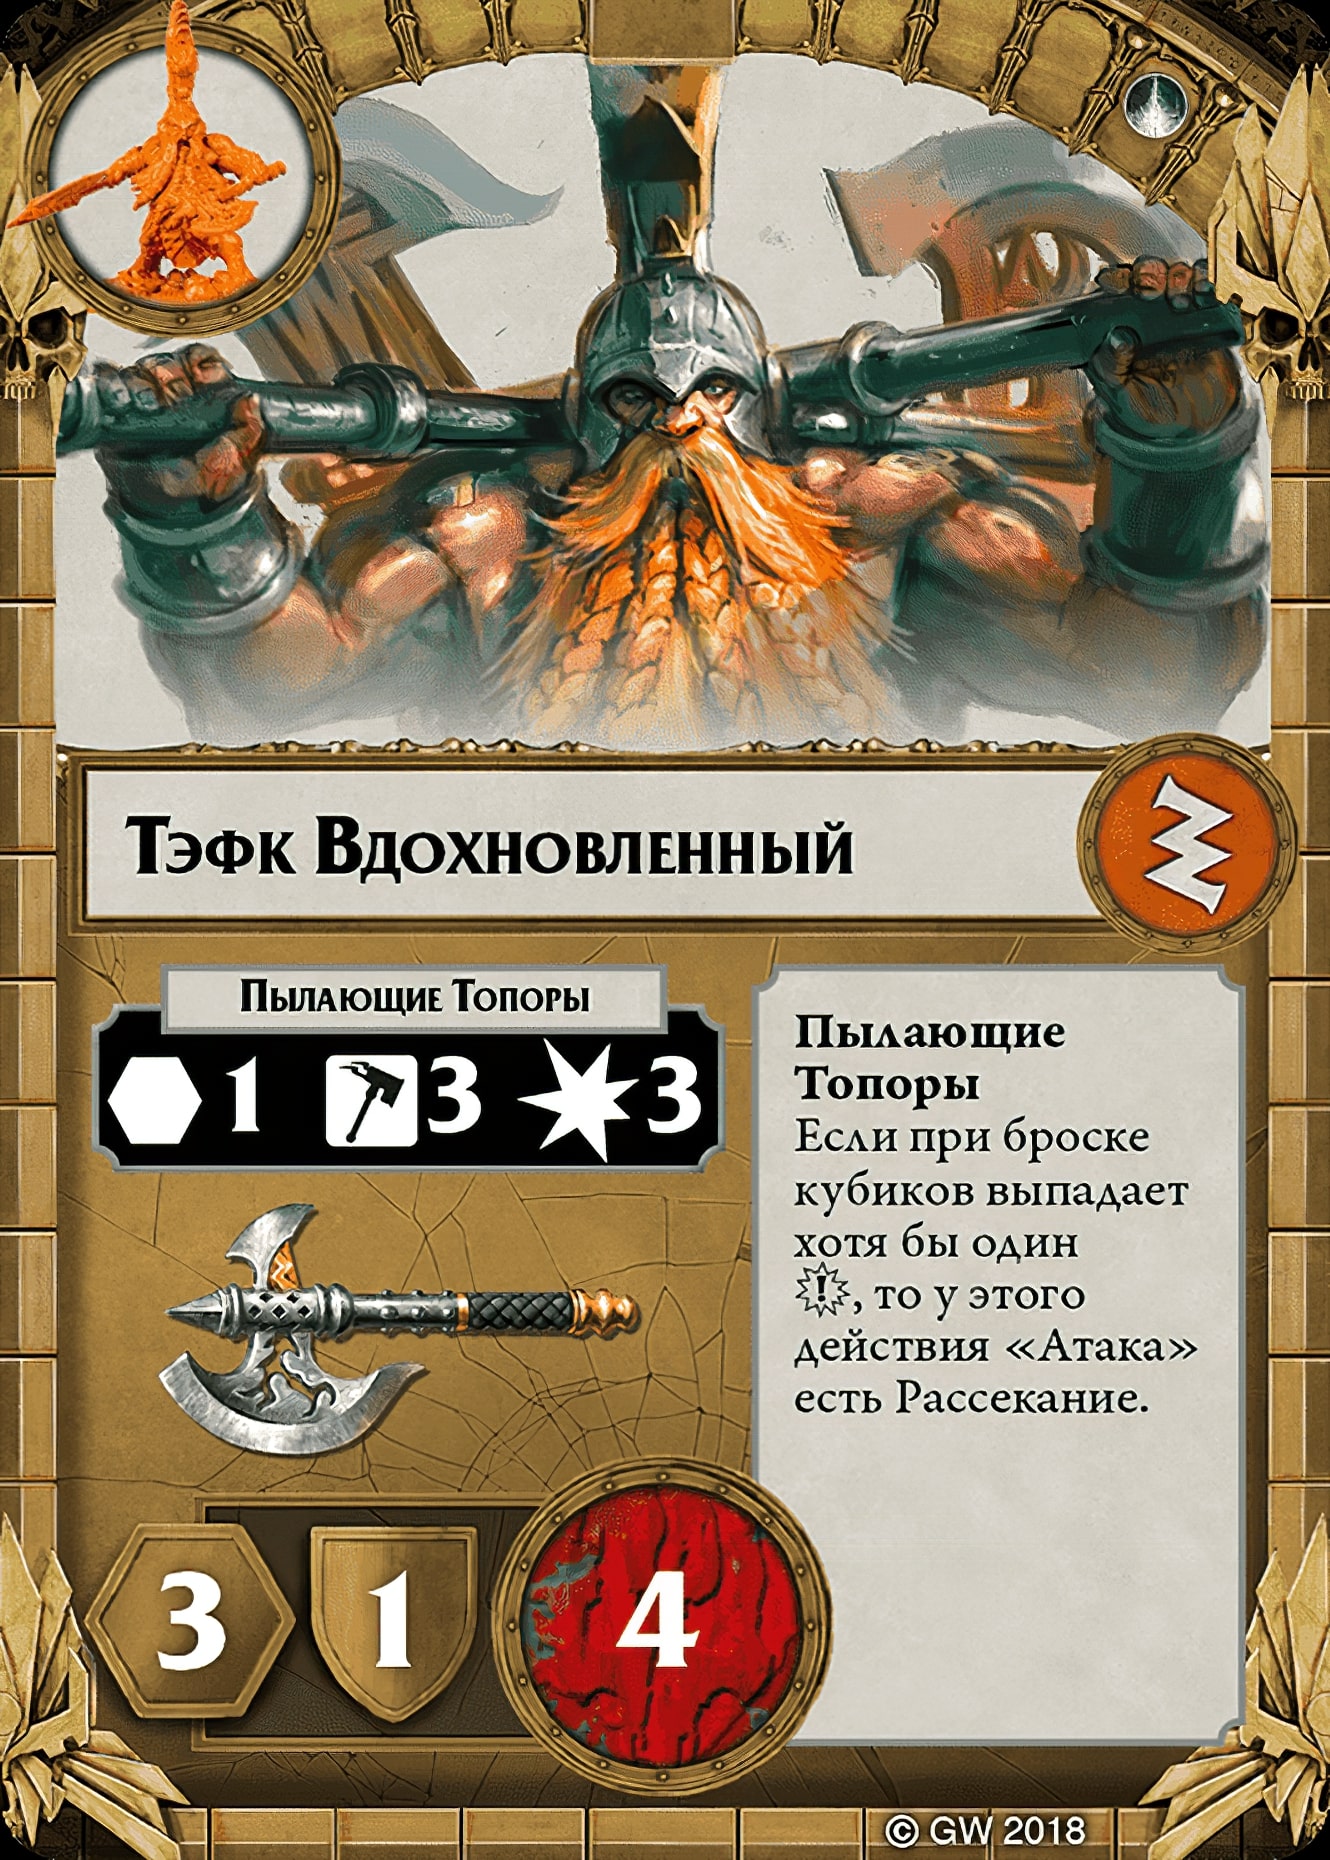 Тэфк Вдохновленный
Пылающие Топоры
1 3 3
Пылающие
Топоры
Если при броске
кубиков выпадает
хотя бы один
, то у этого
действия «Атака»
есть Рассекание.
3 1 4
© GW 2018